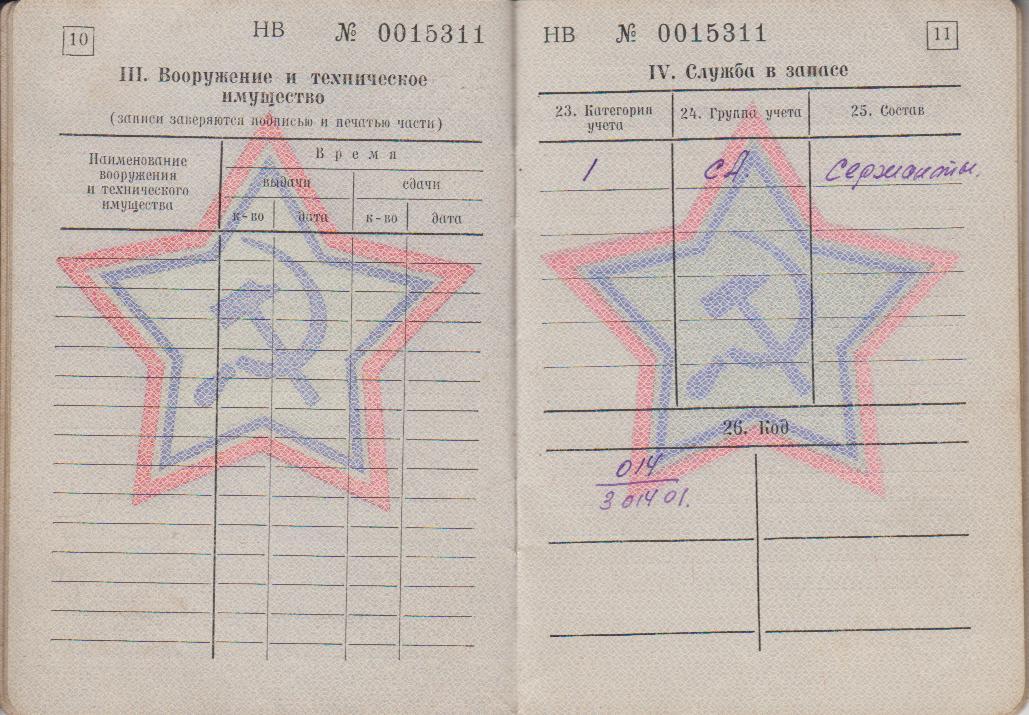 10
НВ № 0015311
III. Вооружение и техническое
имущество
(записи заверяются подписью и печатью части)
Наименование
вооружения
и технического
имущества
Время
выдачи
сдачи
к-во
дата
к-во
дата
НВ № 0015311
11
IV. Служба в запасе
23. Категория
учета
24. Группа учета
25. Состав
1
СА.
Сержанты.
26. Код
014
3 014 01.